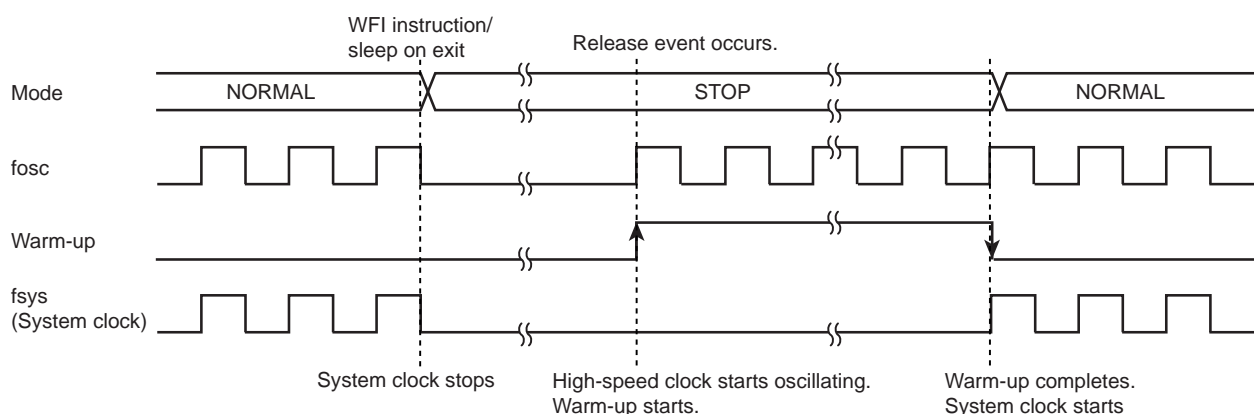 WFI instruction/
sleep on exit
Release event occurs.
Mode
NORMAL
STOP
NORMAL
fosc
Warm-up
fsys
(System clock)
System clock stops
High-speed clock starts oscillating.
Warm-up starts.
Warm-up completes.
System clock starts